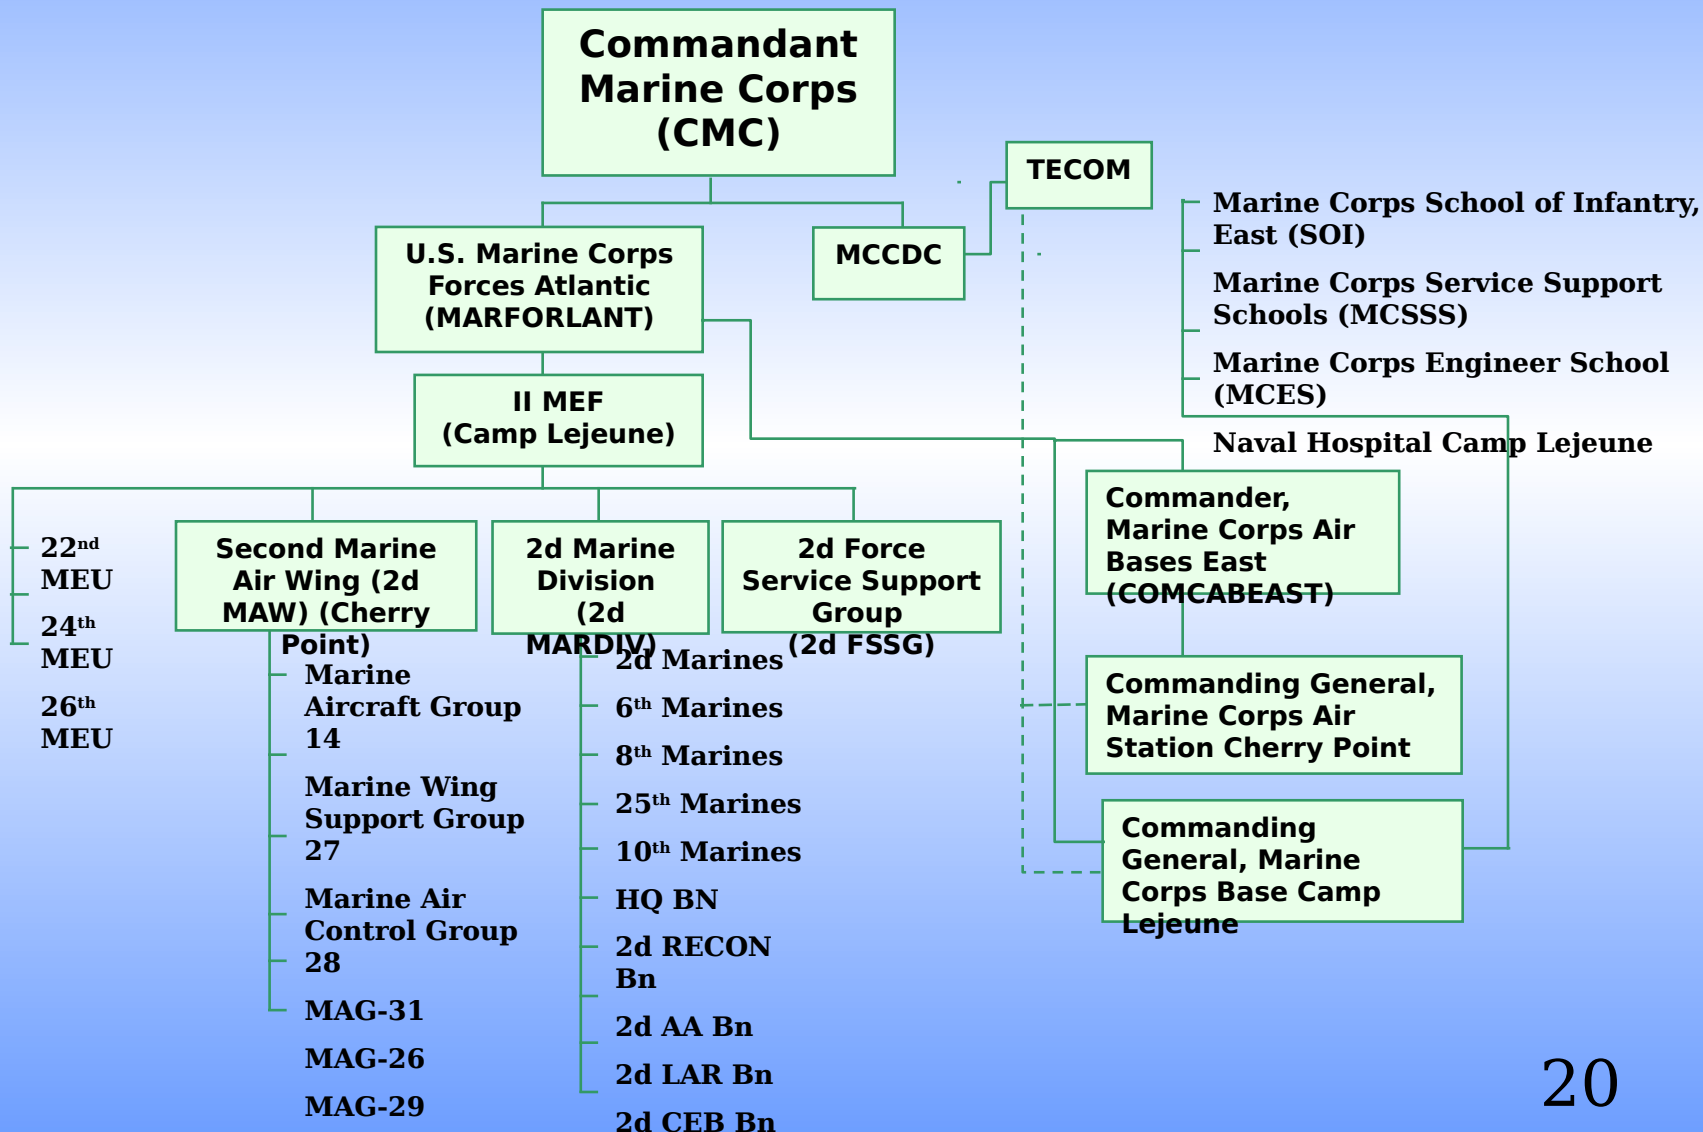 Commandant
Marine Corps
(CMC)
TECOM
Marine Corps School of Infantry,
East (SOI)
Marine Corps Service Support
Schools (MCSSS)
Marine Corps Engineer School
(MCES)
Naval Hospital Camp Lejeune
U.S. Marine Corps
Forces Atlantic
(MARFORLANT)
MCCDC
II MEF
(Camp Lejeune)
Commander,
Marine Corps Air
Bases East
(COMCABEAST)
22nd
MEU
24th
MEU
26th
MEU
Second Marine
Air Wing (2d
MAW) (Cherry
Point)
2d Marine
Division
(2d
MARDIV)
2d Force
Service Support
Group
(2d FSSG)
Marine
Aircraft Group
14
Marine Wing
Support Group
27
Marine Air
Control Group
28
MAG-31
MAG-26
MAG-29
2d Marines
6th Marines
8th Marines
25th Marines
10th Marines
HQ BN
2d RECON
Bn
2d AA Bn
2d LAR Bn
2d CEB Bn
Commanding General,
Marine Corps Air
Station Cherry Point
Commanding
General, Marine
Corps Base Camp
Lejeune
20